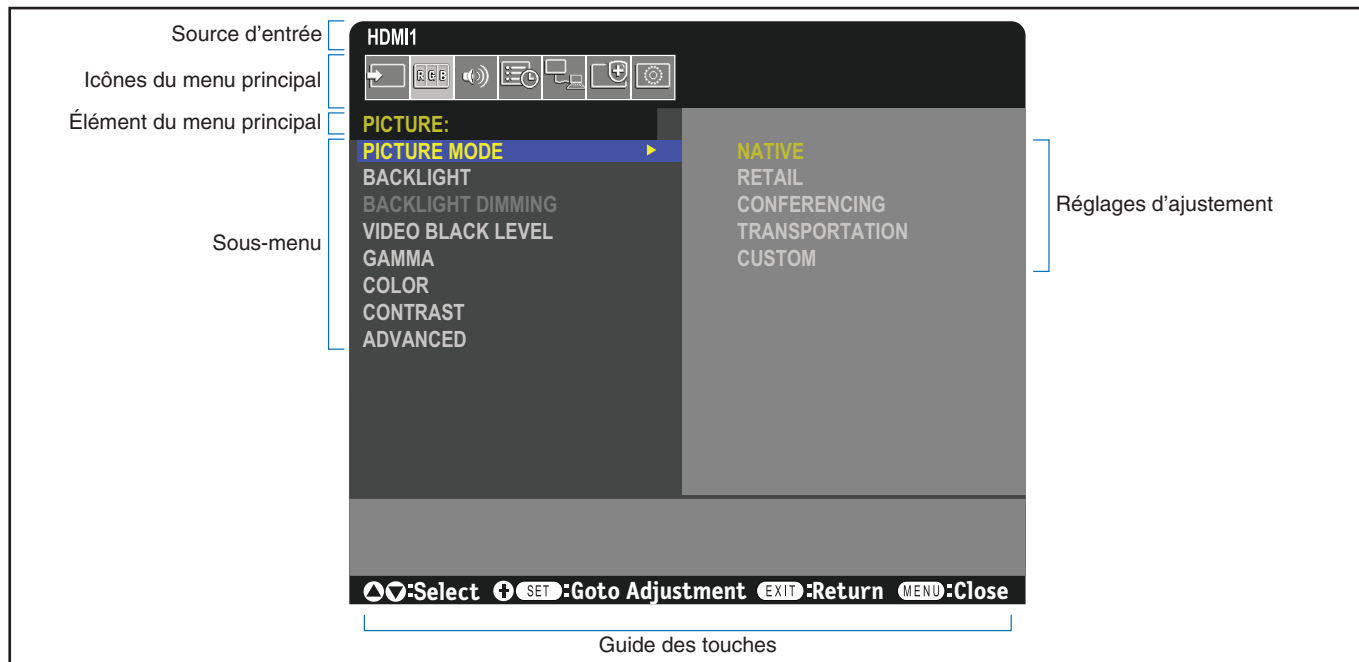 Source d'entrée
HDMI1
Icônes du menu principal
RGB
Élément du menu principal
PICTURE:
PICTURE MODE
NATIVE
BACKLIGHT
RETAIL
BACKLIGHT DIMMING
CONFERENCING
Réglages d'ajustement
VIDEO BLACK LEVEL
TRANSPORTATION
Sous-menu
GAMMA
CUSTOM
COLOR
CONTRAST
ADVANCED
:Select SET:Goto Adjustment EXIT:Return MENU:Close
Guide des touches